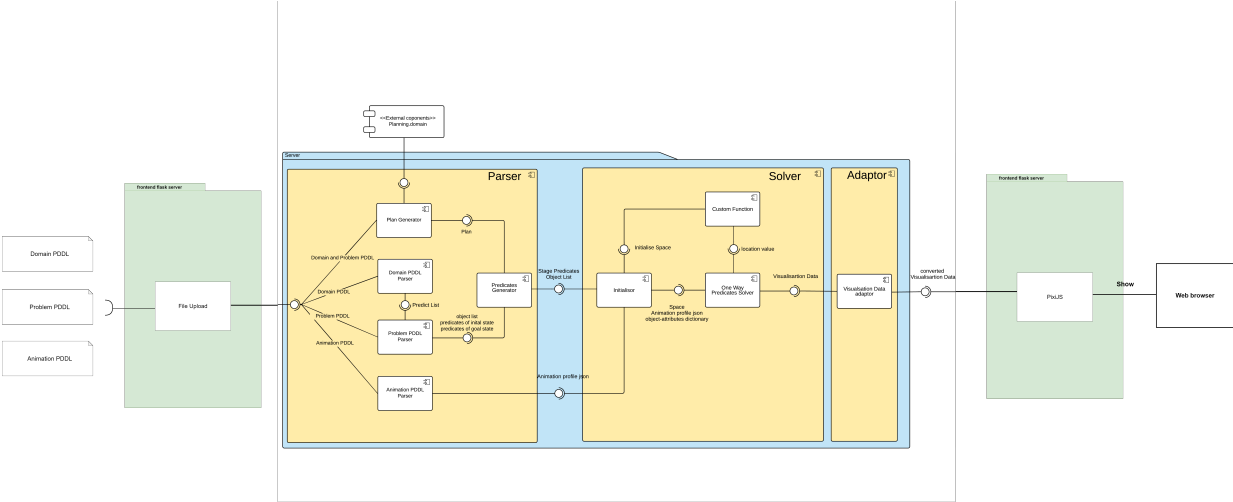 <<External coponents>>
Planning.domain
Server
Parser
Solver
Adaptor
frontend flask server
frontend flask server
Domain PDDL
Problem PDDL
Animation PDDL
File Upload
Plan Generator
Plan
Domain and Problem PDDL
Domain PDDL
Problem PDDL
Animation PDDL
Domain PDDL
Parser
Predict List
Problem PDDL
Parser
object list
predicates of inital state
predicates of goal state
Animation PDDL
Parser
Predicates
Generator
Stage Predicates
Object List
Animation profile json
Custom Function
Initialise Space
location value
Initialisor
One Way
Predicates Solver
Space
Animation profile json
object-attributes dictionary
Visualisartion Data
Visualsation Data
adaptor
converted
Visualisartion Data
PixiJS
Show
Web browser